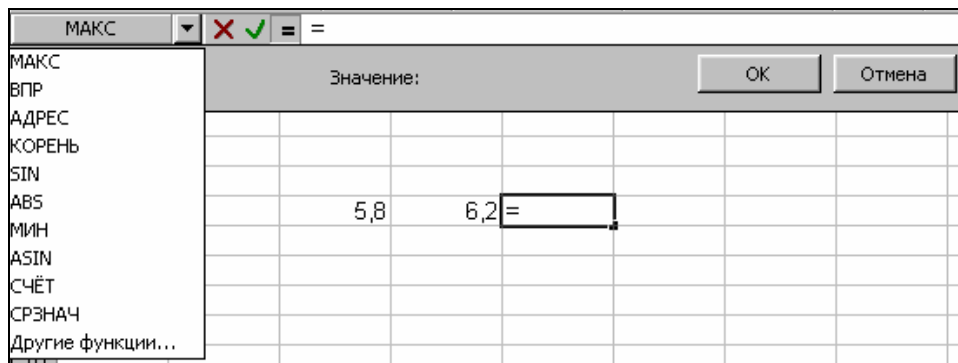 МАКС =
МАКС
ВПР
АДРЕС
КОРЕНЬ
SIN
ABS
МИН
ASIN
СЧЁТ
СРЗНАЧ
Другие функции...
Значение: OK Отмена
5,8 6,2 =